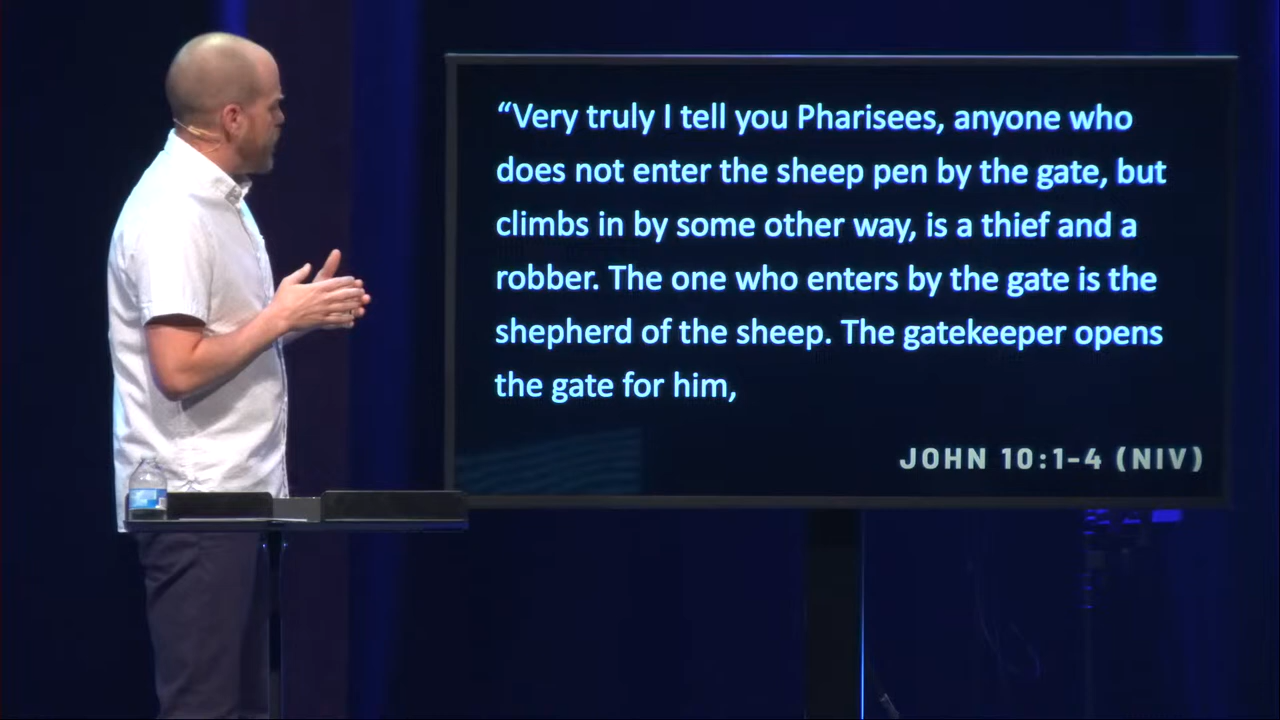 “Very truly I tell you Pharisees, anyone who
does not enter the sheep pen by the gate, but
climbs in by some other way, is a thief and a
robber. The one who enters by the gate is the
shepherd of the sheep. The gatekeeper opens
the gate for him,
JOHN 10:1-4 (NIV)